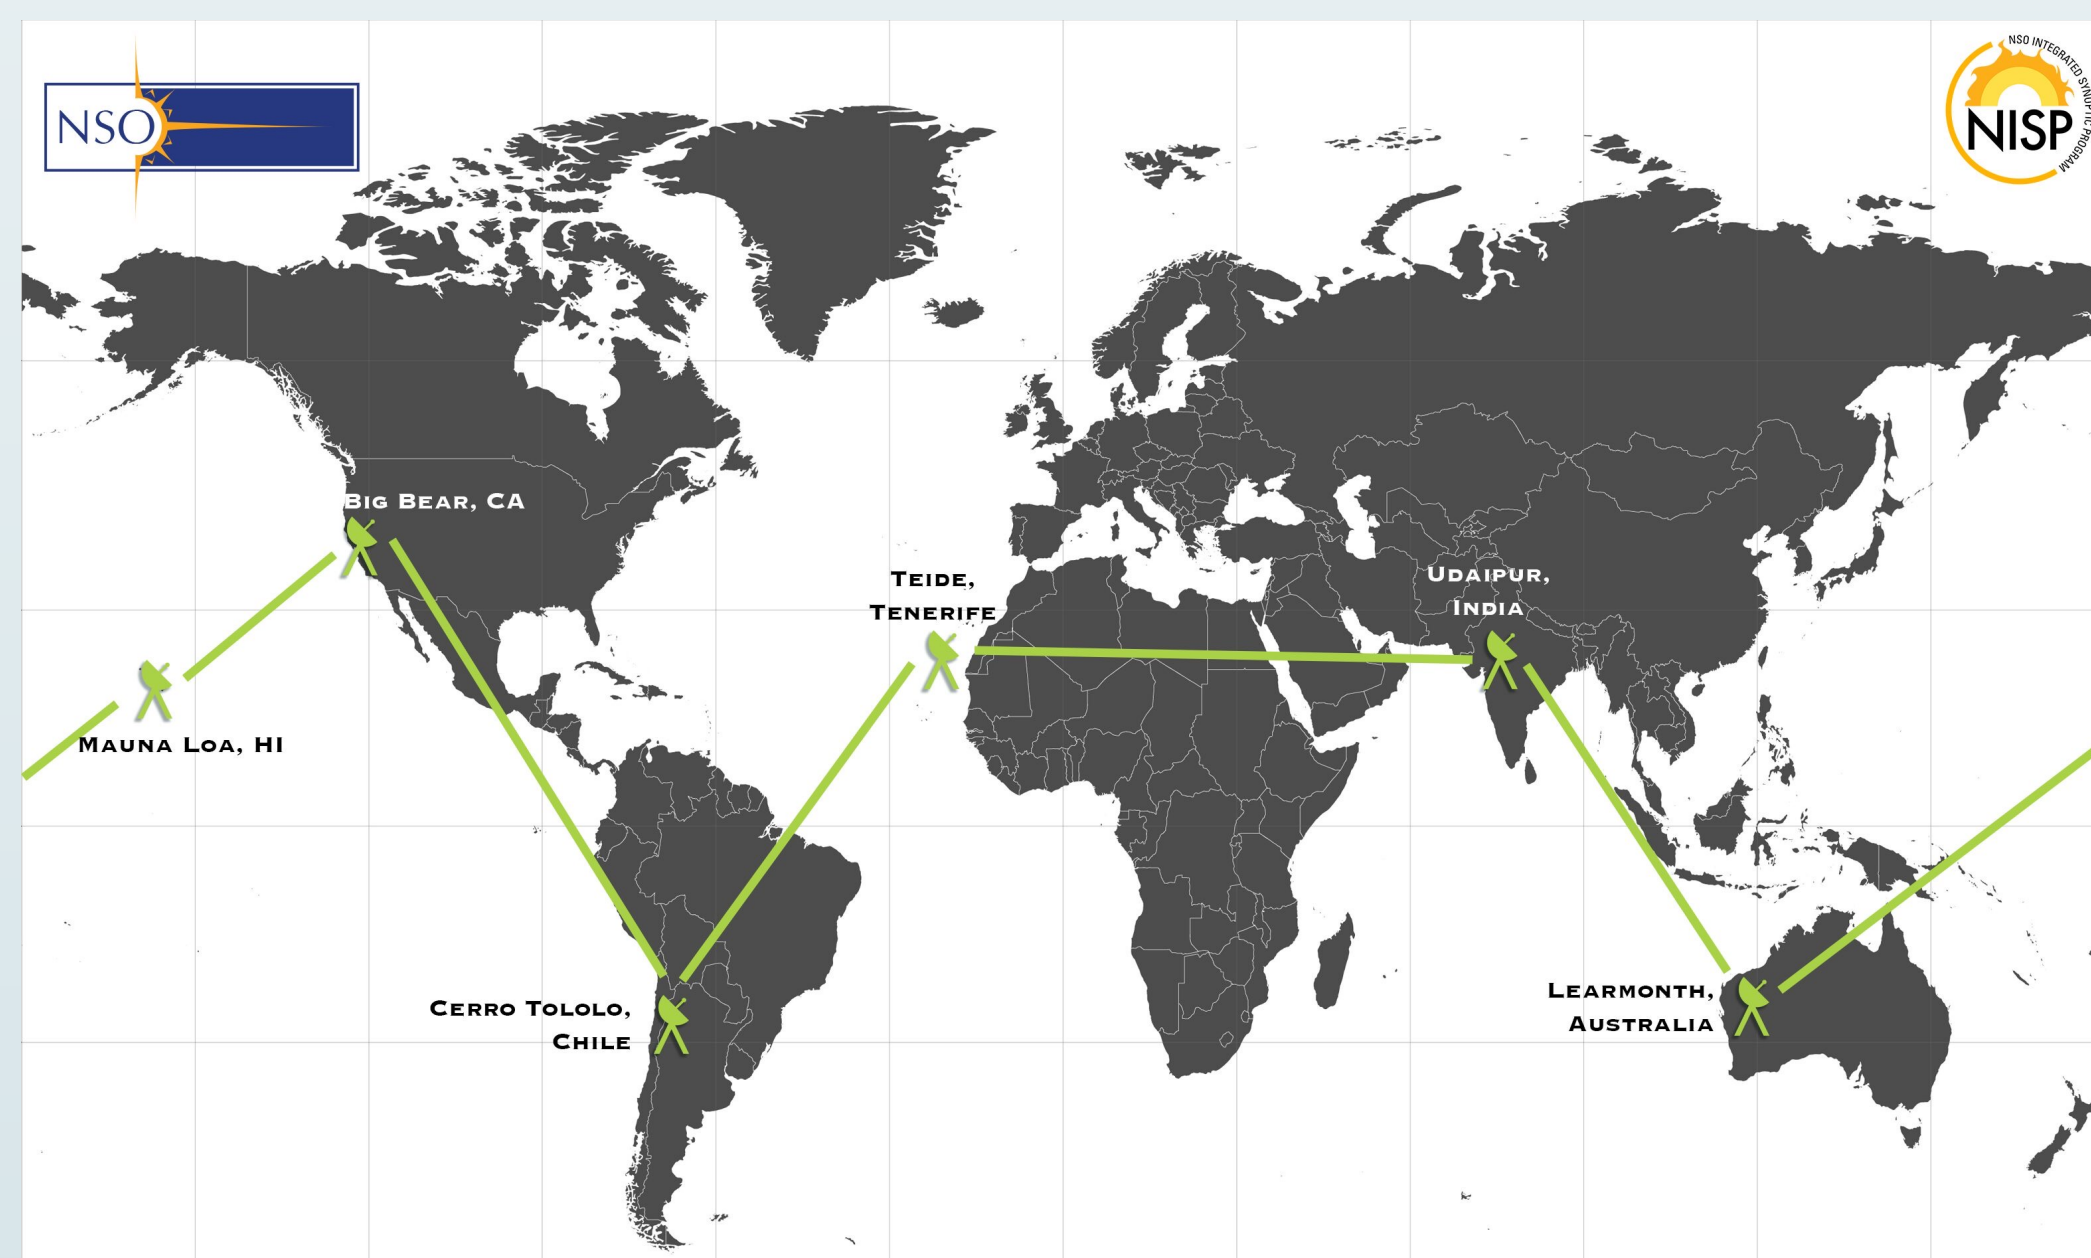 NSO
NSO INTEGRATED SYNOPTIC PROGRAM
NISP
BIG BEAR, CA
TEIDE,
TENERIFE
UDAIPUR,
INDIA
MAUNA LOA, HI
CERRO TOLOLO,
CHILE
LEARMONTH,
AUSTRALIA